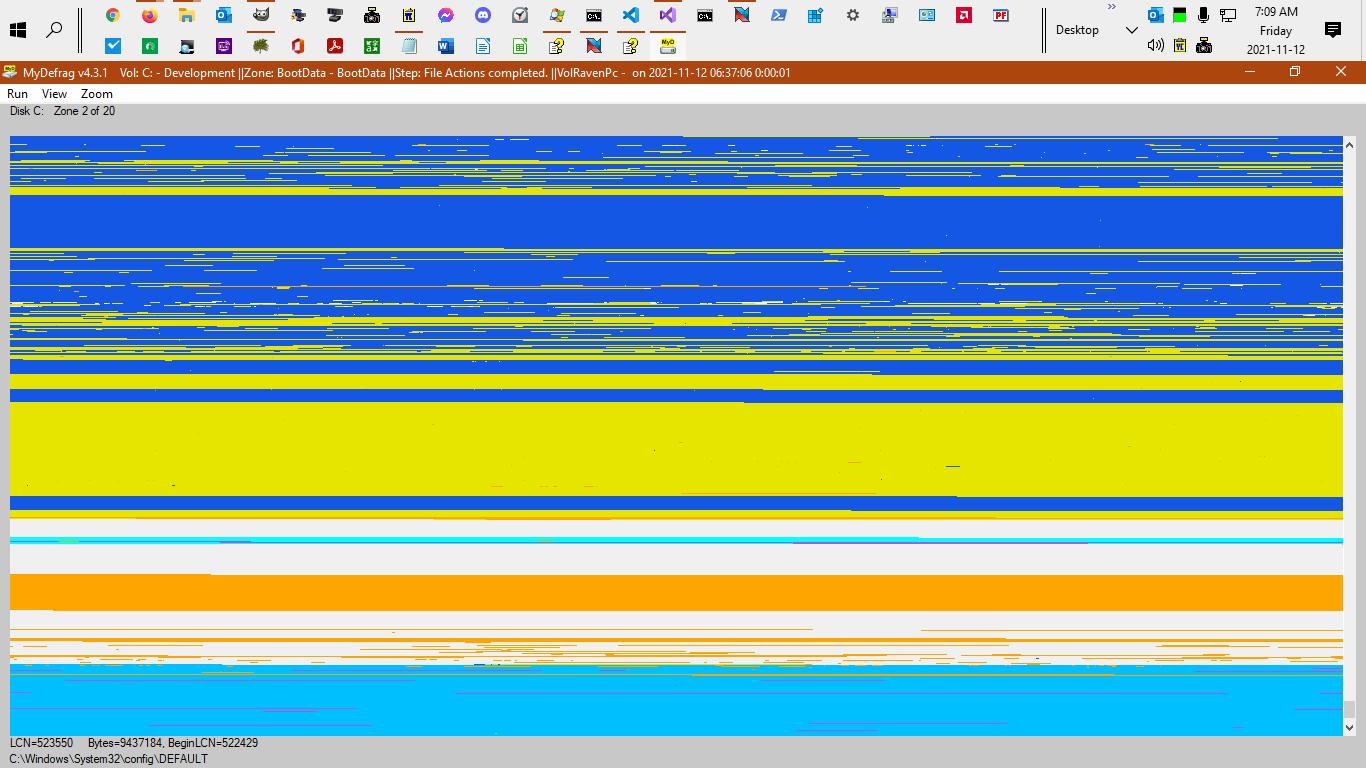 7:09 AM
Desktop
Friday
2021-11-12
MyDefrag v4.3.1 Vol: C: - Development ||Zone: BootData - BootData ||Step: File Actions completed. ||VolRavenPc - on 2021-11-12 06:37:06 0:00:01
Run View Zoom
Disk C: Zone 2 of 20
LCN=523550 Bytes=9437184, BeginLCN=522429
C:\Windows\System32\config\DEFAULT